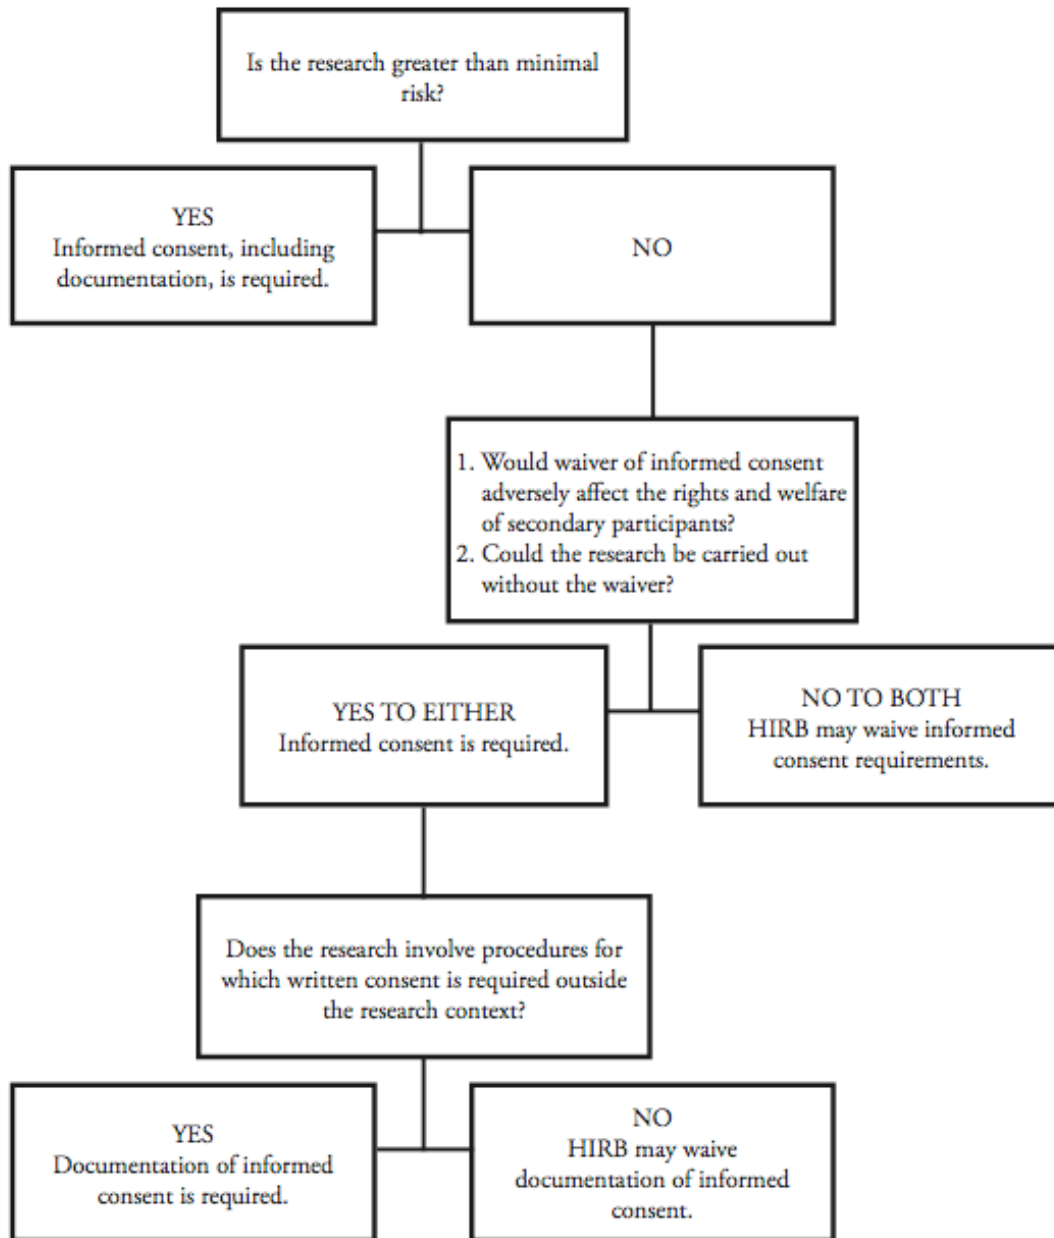 Is the research greater than minimal
risk?
YES
Informed consent, including
documentation, is required.
NO
1. Would waiver of informed consent
adversely affect the rights and welfare
of secondary participants?
2. Could the research be carried out
without the waiver?
YES TO EITHER
Informed consent is required.
NO TO BOTH
HIRB may waive informed
consent requirements.
Does the research involve procedures for
which written consent is required outside
the research context?
YES
Documentation of informed
consent is required.
NO
HIRB may waive
documentation of informed
consent.